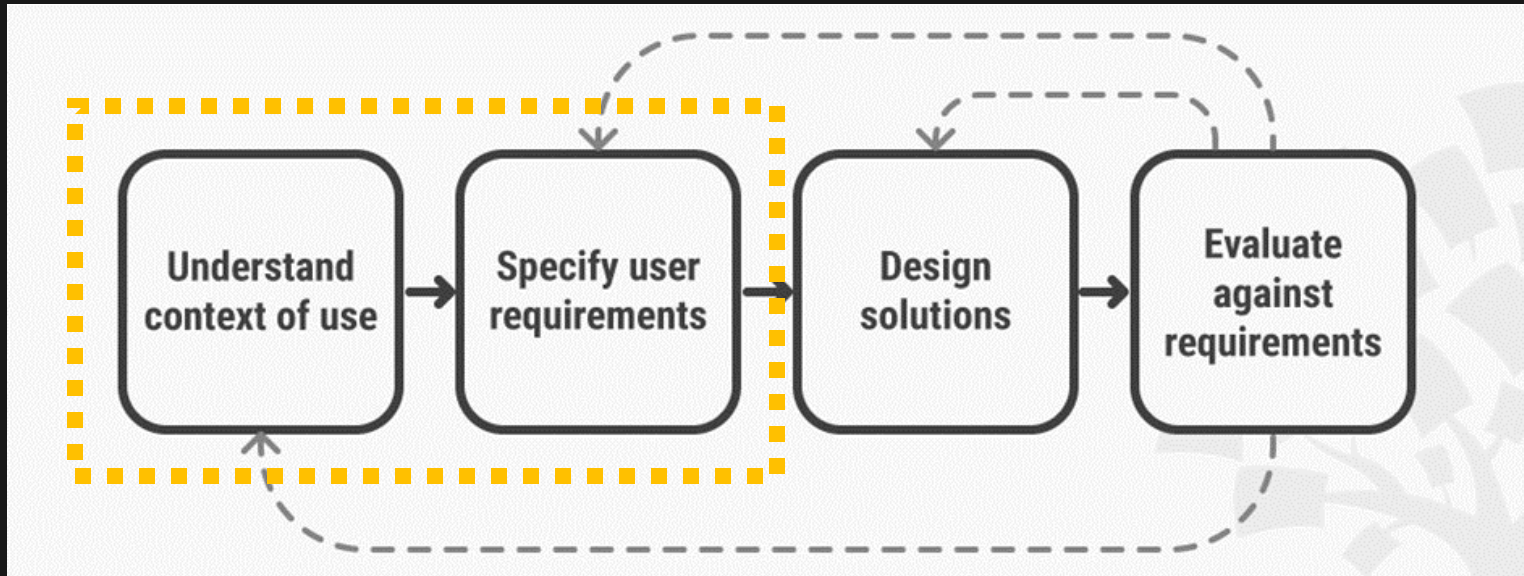 Understand
context of use
Specify user
requirements
Design
solutions
Evaluate
against
requirements